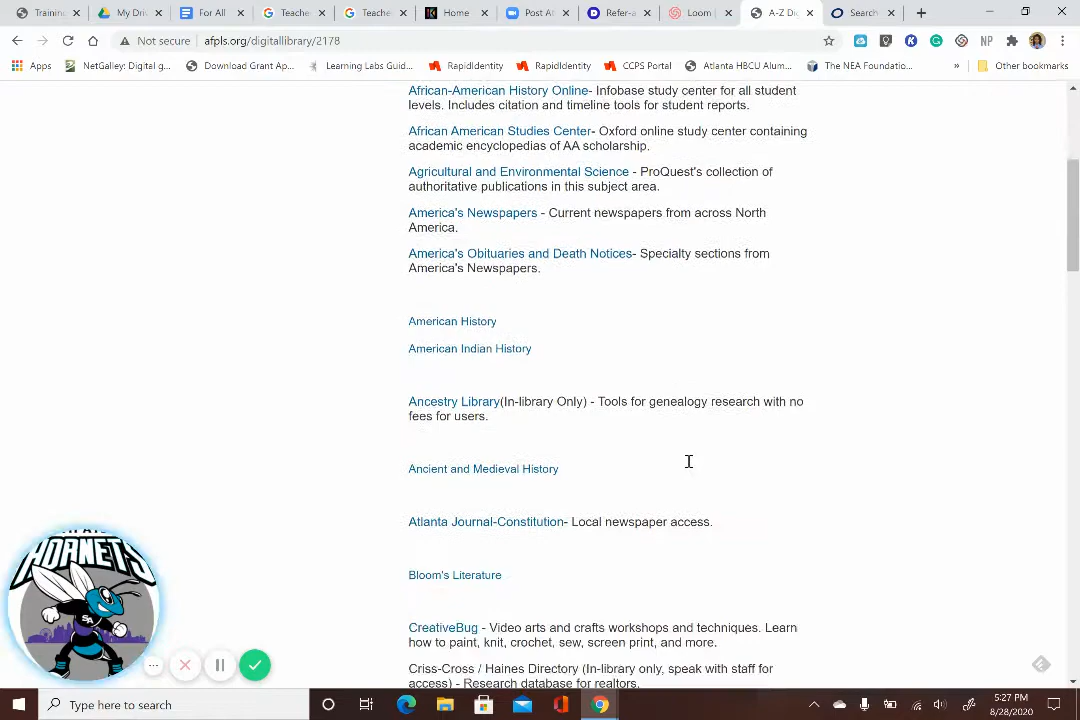 Training
My Driv
For All
Teache
Teache
Home
Post At
Refer-a
Loom |
A-Z Di
Search
Not secure | afpls.org/digitallibrary/2178
NP
Apps
NetGalley: Digital g...
Download Grant Ap...
Learning Labs Guid...
RapidIdentity
RapidIdentity
CCPS Portal
Atlanta HBCU Alum...
The NEA Foundatio...
»
Other bookmarks
African-American History Online- Infobase study center for all student
levels. Includes citation and timeline tools for student reports.
African American Studies Center- Oxford online study center containing
academic encyclopedias of AA scholarship.
Agricultural and Environmental Science - ProQuest's collection of
authoritative publications in this subject area.
America's Newspapers - Current newspapers from across North
America.
America's Obituaries and Death Notices- Specialty sections from
America's Newspapers.
American History
American Indian History
Ancestry Library(In-library Only) - Tools for genealogy research with no
fees for users.
Ancient and Medieval History
Atlanta Journal-Constitution- Local newspaper access.
Bloom's Literature
CreativeBug - Video arts and crafts workshops and techniques. Learn
how to paint, knit, crochet, sew, screen print, and more.
Criss-Cross / Haines Directory (In-library only, speak with staff for
access) - Research database for realtors.
HORNETS
SA
Type here to search
5:27 PM
8/28/2020